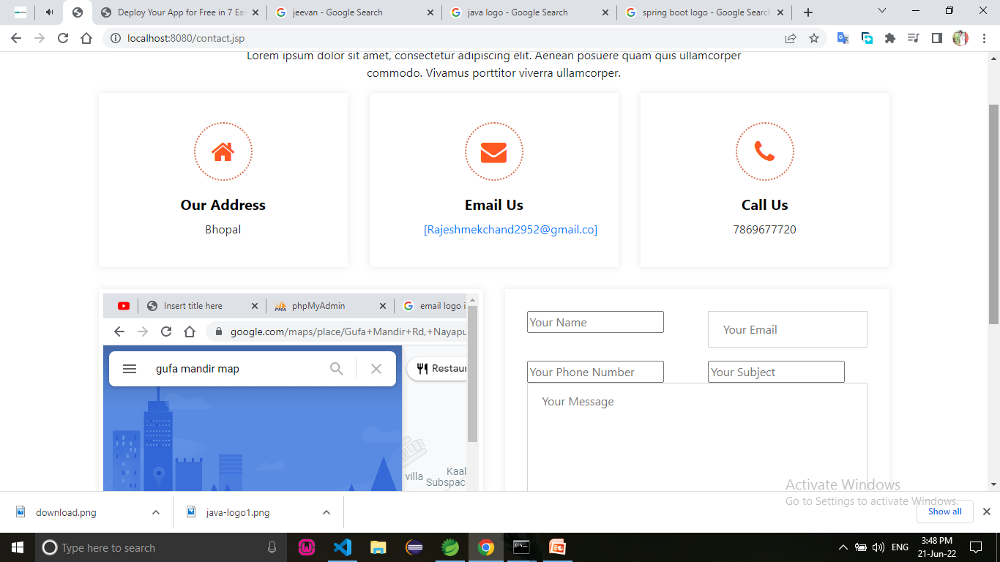 Deploy Your App for Free in 7 Eas
jeevan - Google Search
java logo - Google Search
spring boot logo - Google Search
localhost:8080/contact.jsp
Lorem ipsum dolor sit amet, consectetur adipiscing elit. Aenean posuere quam quis ullamcorper
commodo. Vivamus porttitor viverra ullamcorper.
Our Address
Bhopal
Email Us
[Rajeshmekchand2952@gmail.co]
Call Us
7869677720
Insert title here
PMA
phpMyAdmin
email logo i
google.com/maps/place/Gufa+Mandir+Rd,+Nayapu
gufa mandir map
Restaur
villa
Kaal
Subspac
Your Name
Your Email
Your Phone Number
Your Subject
Your Message
Activate Windows
Go to Settings to activate Windows.
download.png
java-logo1.png
Show all
Type here to search
ENG
3:48 PM
21-Jun-22